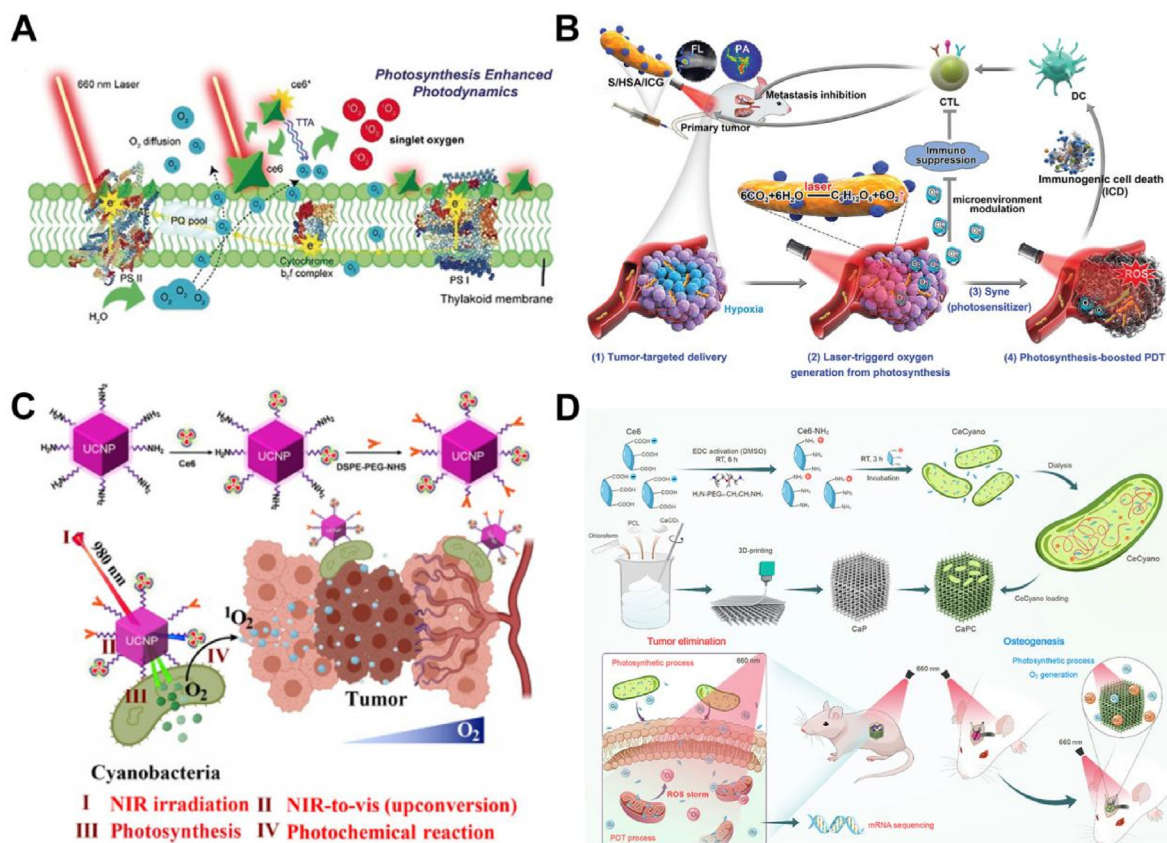 A
660 nm Laser
ce6*
Photosynthesis Enhanced
Photodynamics
O2 diffusion
TTA
singlet oxygen
ce6
PQ pool
PS II
Cytochrome
b6f complex
PS I
H2O
Thylakoid membrane
B
FL
PA
S/HSA/ICG
Metastasis inhibition
Primary tumor
CTL
DC
Immuno
suppression
Immunogenic cell death
(ICD)
laser
6CO2+6H2O C6H12O6+6O2
microenvironment
modulation
Hypoxia
ROS
(3) Syne
(photosensitizer)
(1) Tumor-targeted delivery
(2) Laser-triggerd oxygen
generation from photosynthesis
(4) Photosynthesis-boosted PDT
C
NH2
H2N
UCNP
Ce6
UCNP
DSPE-PEG-NHS
UCNP
I
980 nm
UCNP
II
1O2
IV
III
O2
Tumor
O2
Cyanobacteria
I NIR irradiation II NIR-to-vis (upconversion)
III Photosynthesis IV Photochemical reaction
D
Ce6
COOH
EDC activation (DMSO)
RT, 6 h
Ce6-NH2
RT, 3 h
Incubation
CeCyano
Dialysis
CeCyano
Chloroform
PCL
CaCO3
3D-printing
CaP
CaPC
CeCyano loading
Tumor elimination
Osteogenesis
Photosynthetic process
660 nm
660 nm
Photosynthetic process
O2 generation
660 nm
ROS storm
PDT process
mRNA sequencing